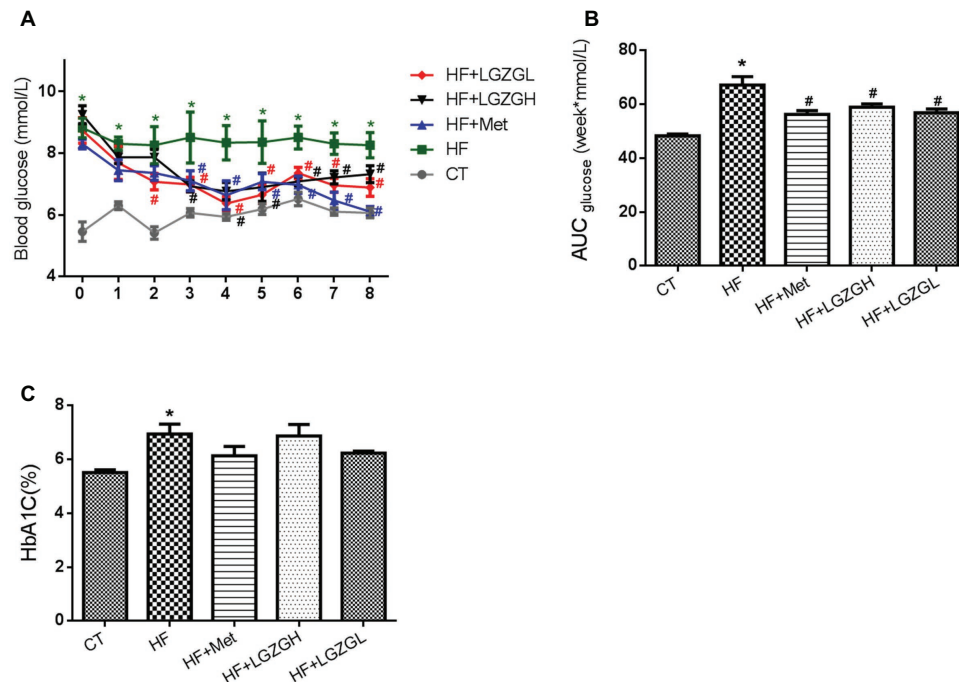 A
Blood glucose (mmol/L)
10
8
6
4
* * * * * * * * *
# # # # # # # # # # # # # # # # # #
0 1 2 3 4 5 6 7 8
HF+LGZGL
HF+LGZGH
HF+Met
HF
CT
B
AUC glucose (week*mmol/L)
80
60
40
20
0
* # # #
CT HF HF+Met HF+LGZGH HF+LGZGL
C
HbA1C(%)
8
6
4
2
0
*
CT HF HF+Met HF+LGZGH HF+LGZGL